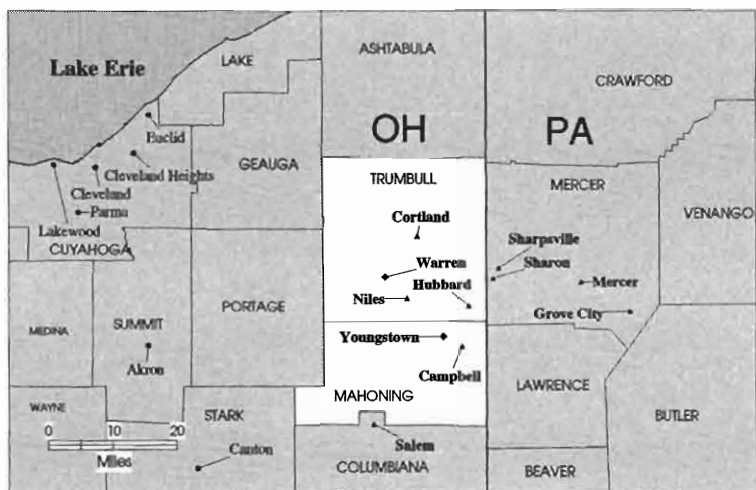 LAKE
ASHTABULA
Lake Erie
CRAWFORD
Euclid
OH
PA
GEAUGA
Cleveland Heights
TRUMBULL
MERCER
Cleveland
Parma
Cortland
VENANGO
Lakewood
CUYAHOGA
Sharpsville
Warren
Sharon
Hubbard
Mercer
Niles
PORTAGE
Grove City
MEDINA
SUMMIT
Youngstown
Akron
Campbell
LAWRENCE
MAHONING
WAYNE
STARK
BUTLER
0 10 20
Miles
Canton
Salem
COLUMBIANA
BEAVER